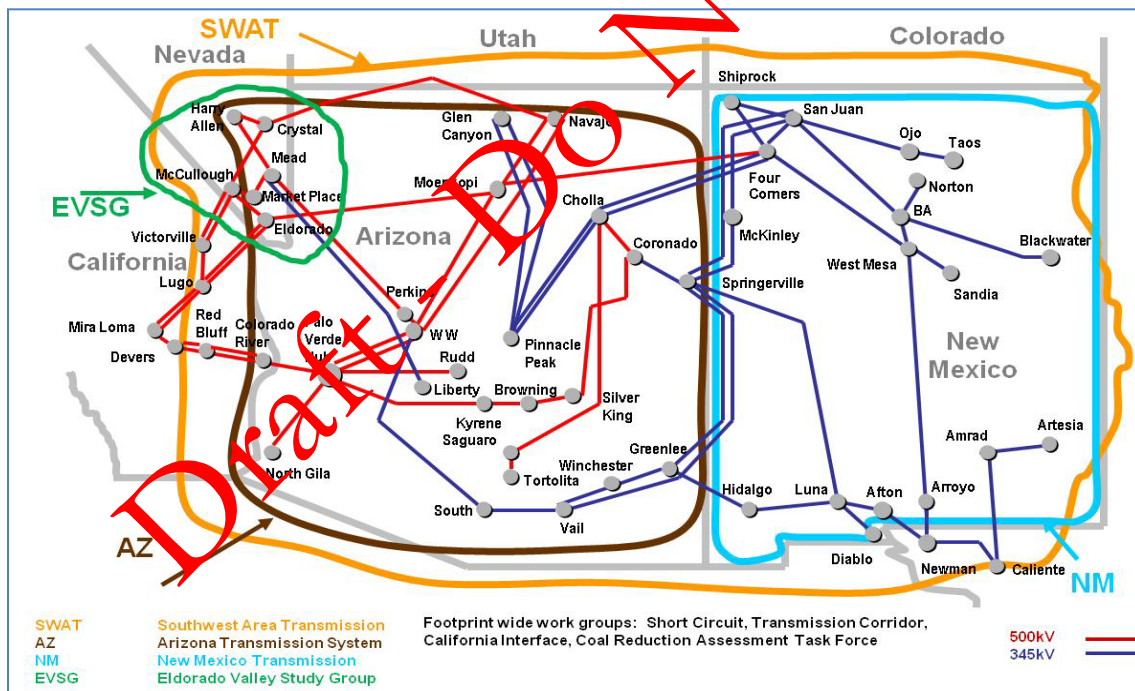 SWAT
Nevada
Utah
Colorado
Shiprock
San Juan
Harry
Allen
Crystal
Glen
Canyon
Navajo
Ojo
Taos
Mead
McCullough
Market Place
Four
Corners
Norton
EVSG
Eldorado
Cholla
BA
Victorville
Arizona
Coronado
McKinley
Blackwater
California
West Mesa
Lugo
Springerville
Sandia
Mira Loma
Red
Bluff
Colorado
River
Verde
W W
Pinnacle
Peak
New
Mexico
Devers
Rudd
Liberty
Browning
Silver
King
Kyrene
Saguaro
Artesia
Amrad
North Gila
Winchester
Greenlee
Tortolita
Hidalgo
Luna
Afton
Arroyo
South
Vail
AZ
Diablo
Newman
Caliente
NM
Draft
Do N
SWAT Southwest Area Transmission
AZ Arizona Transmission System
NM New Mexico Transmission
EVSG Eldorado Valley Study Group
Footprint wide work groups: Short Circuit, Transmission Corridor,
California Interface, Coal Reduction Assessment Task Force
500kV
345kV